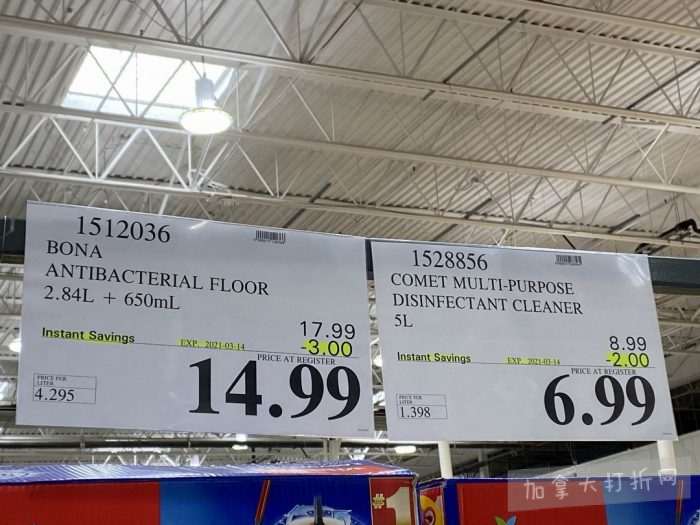 1512036
BONA
ANTIBACTERIAL FLOOR
2.84L + 650mL
17.99
Instant Savings
EXP. 2021-03-14
-3.00
PRICE AT REGISTER
14.99
PRICE PER
LITER
4.295
1528856
COMET MULTI-PURPOSE
DISINFECTANT CLEANER
5L
8.99
Instant Savings
EXP. 2021-03-14
-2.00
PRICE AT REGISTER
6.99
PRICE PER
LITER
1.398
#1
加拿大打折网